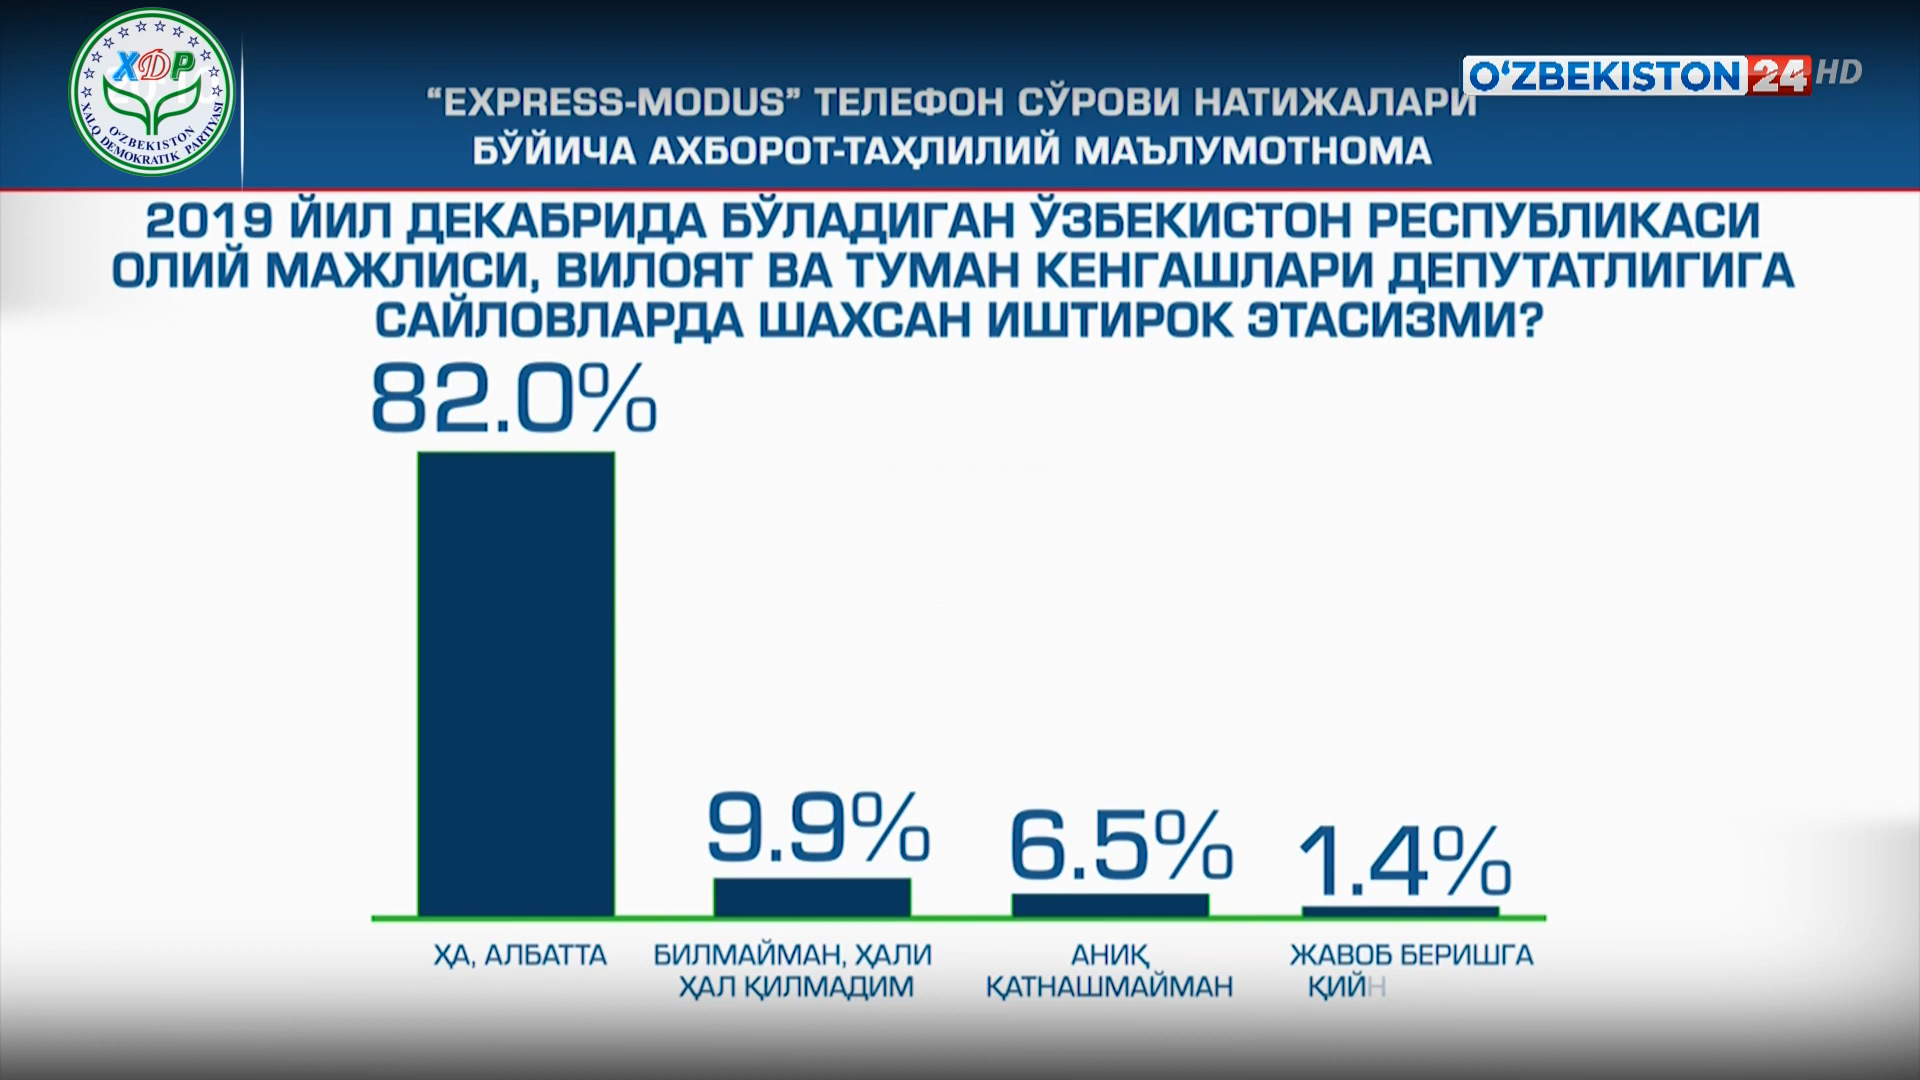 ХДР
O'ZBEKISTON
XALQ DEMOKRATIK PARTIYASI
O‘ZBEKISTON 24 HD
“EXPRESS-MODUS” ТЕЛЕФОН СЎРОВИ НАТИЖАЛАРИ
БЎЙИЧА АХБОРОТ-ТАҲЛИЛИЙ МАЪЛУМОТНОМА
2019 ЙИЛ ДЕКАБРИДА БЎЛАДИГАН ЎЗБЕКИСТОН РЕСПУБЛИКАСИ
ОЛИЙ МАЖЛИСИ, ВИЛОЯТ ВА ТУМАН КЕНГАШЛАРИ ДЕПУТАТЛИГИГА
САЙЛОВЛАРДА ШАХСАН ИШТИРОК ЭТАСИЗМИ?
82.0%
9.9%
6.5%
1.4%
ҲА, АЛБАТТА
БИЛМАЙМАН, ҲАЛИ
ҲАЛ ҚИЛМАДИМ
АНИҚ
ҚАТНАШМАЙМАН
ЖАВОБ БЕРИШГА
ҚИЙН